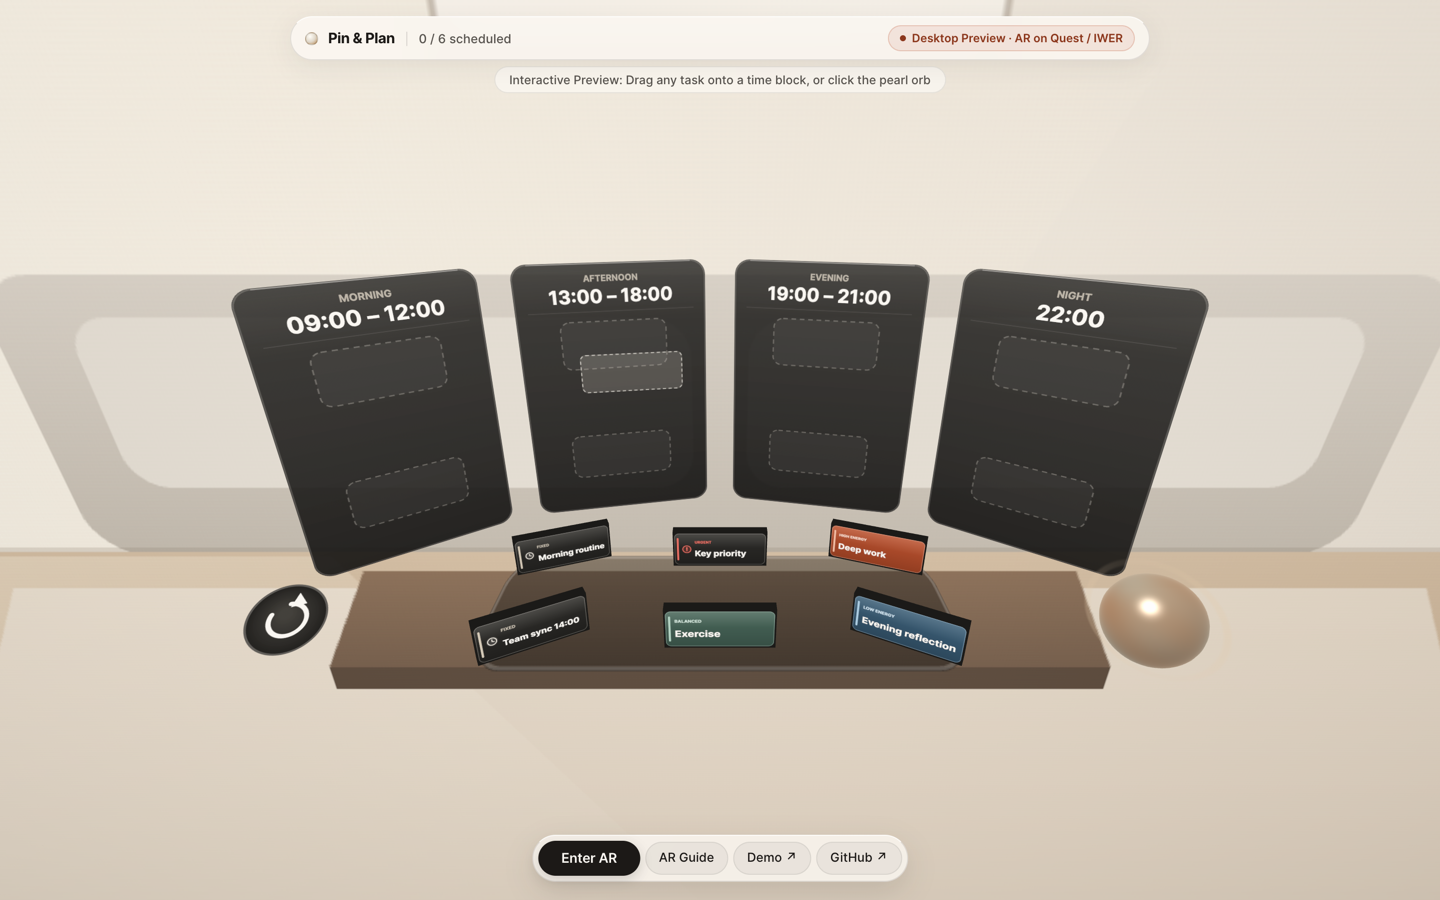 Pin & Plan
0 / 6 scheduled
Desktop Preview · AR on Quest / IWER
Interactive Preview: Drag any task onto a time block, or click the pearl orb
MORNING
09:00 – 12:00
AFTERNOON
13:00 – 18:00
EVENING
19:00 – 21:00
NIGHT
22:00
FIXED
Morning routine
URGENT
Key priority
HIGH ENERGY
Deep work
FIXED
Team sync 14:00
BALANCED
Exercise
LOW ENERGY
Evening reflection
Enter AR
AR Guide
Demo ↗
GitHub ↗